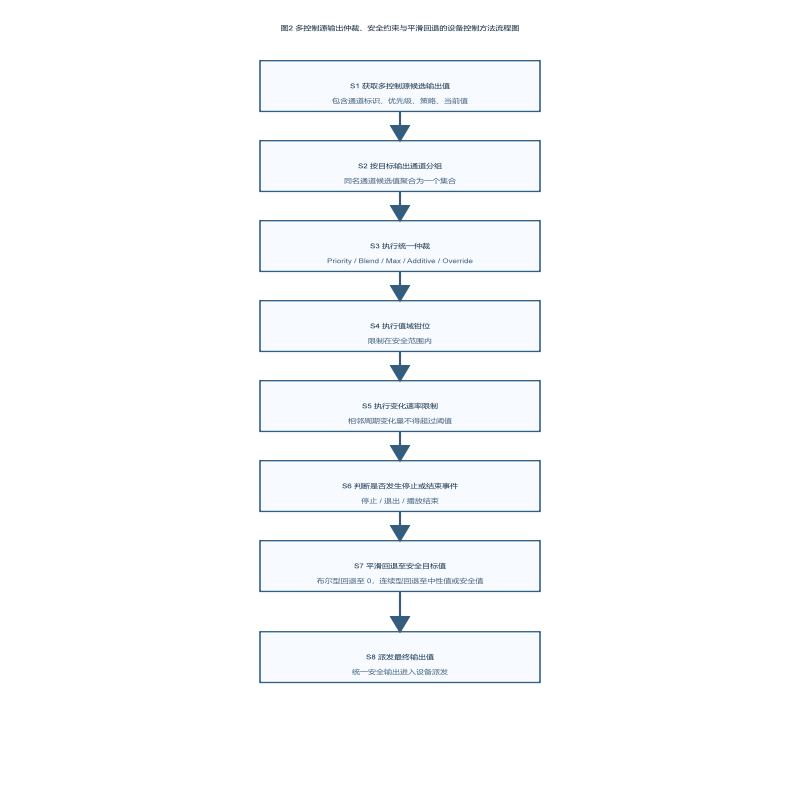 图2 多控制源输出仲裁、安全约束与平滑回退的设备控制方法流程图
S1 获取多控制源候选输出值
包含通道标识、优先级、策略、当前值
S2 按目标输出通道分组
同名通道候选值聚合为一个集合
S3 执行统一仲裁
Priority / Blend / Max / Additive / Override
S4 执行值域钳位
限制在安全范围内
S5 执行变化速率限制
相邻周期变化量不得超过阈值
S6 判断是否发生停止或结束事件
停止 / 退出 / 播放结束
S7 平滑回退至安全目标值
布尔型回退至 0，连续型回退至中性值或安全值
S8 派发最终输出值
统一安全输出进入设备派发